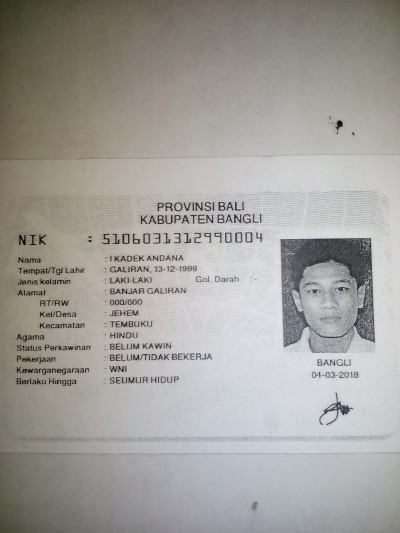 PROVINSI BALI
KABUPATEN BANGLI
NIK : 5106031312990004
Nama : I KADEK ANDANA
Tempat/Tgl Lahir : GALIRAN, 13-12-1999
Jenis kelamin : LAKI-LAKI Gol. Darah :-
Alamat : BANJAR GALIRAN
RT/RW : 000/000
Kel/Desa : JEHEM
Kecamatan : TEMBUKU
Agama : HINDU
Status Perkawinan : BELUM KAWIN
Pekerjaan : BELUM/TIDAK BEKERJA
Kewarganegaraan : WNI
Berlaku Hingga : SEUMUR HIDUP
BANGLI
04-03-2018